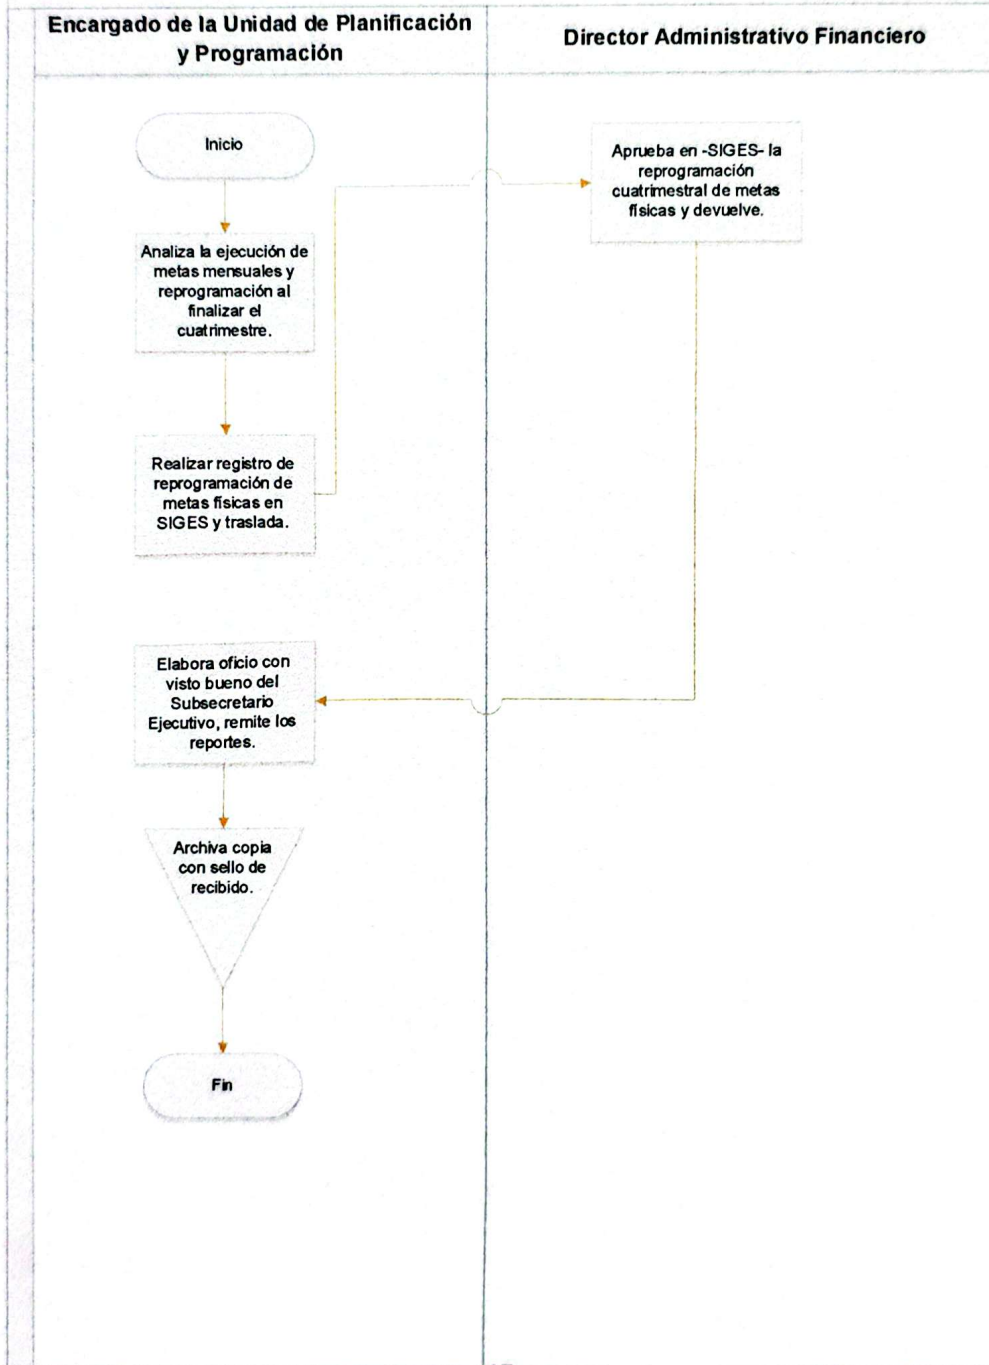 Encargado de la Unidad de Planificación
y Programación
Director Administrativo Financiero
Inicio
Analiza la ejecución de
metas mensuales y
reprogramación al
finalizar el
cuatrimestre.
Realizar registro de
reprogramación de
metas físicas en
SIGES y traslada.
Aprueba en -SIGES- la
reprogramación
cuatrimestral de metas
físicas y devuelve.
Elabora oficio con
visto bueno del
Subsecretario
Ejecutivo, remite los
reportes.
Archiva copia
con sello de
recibido.
Fin